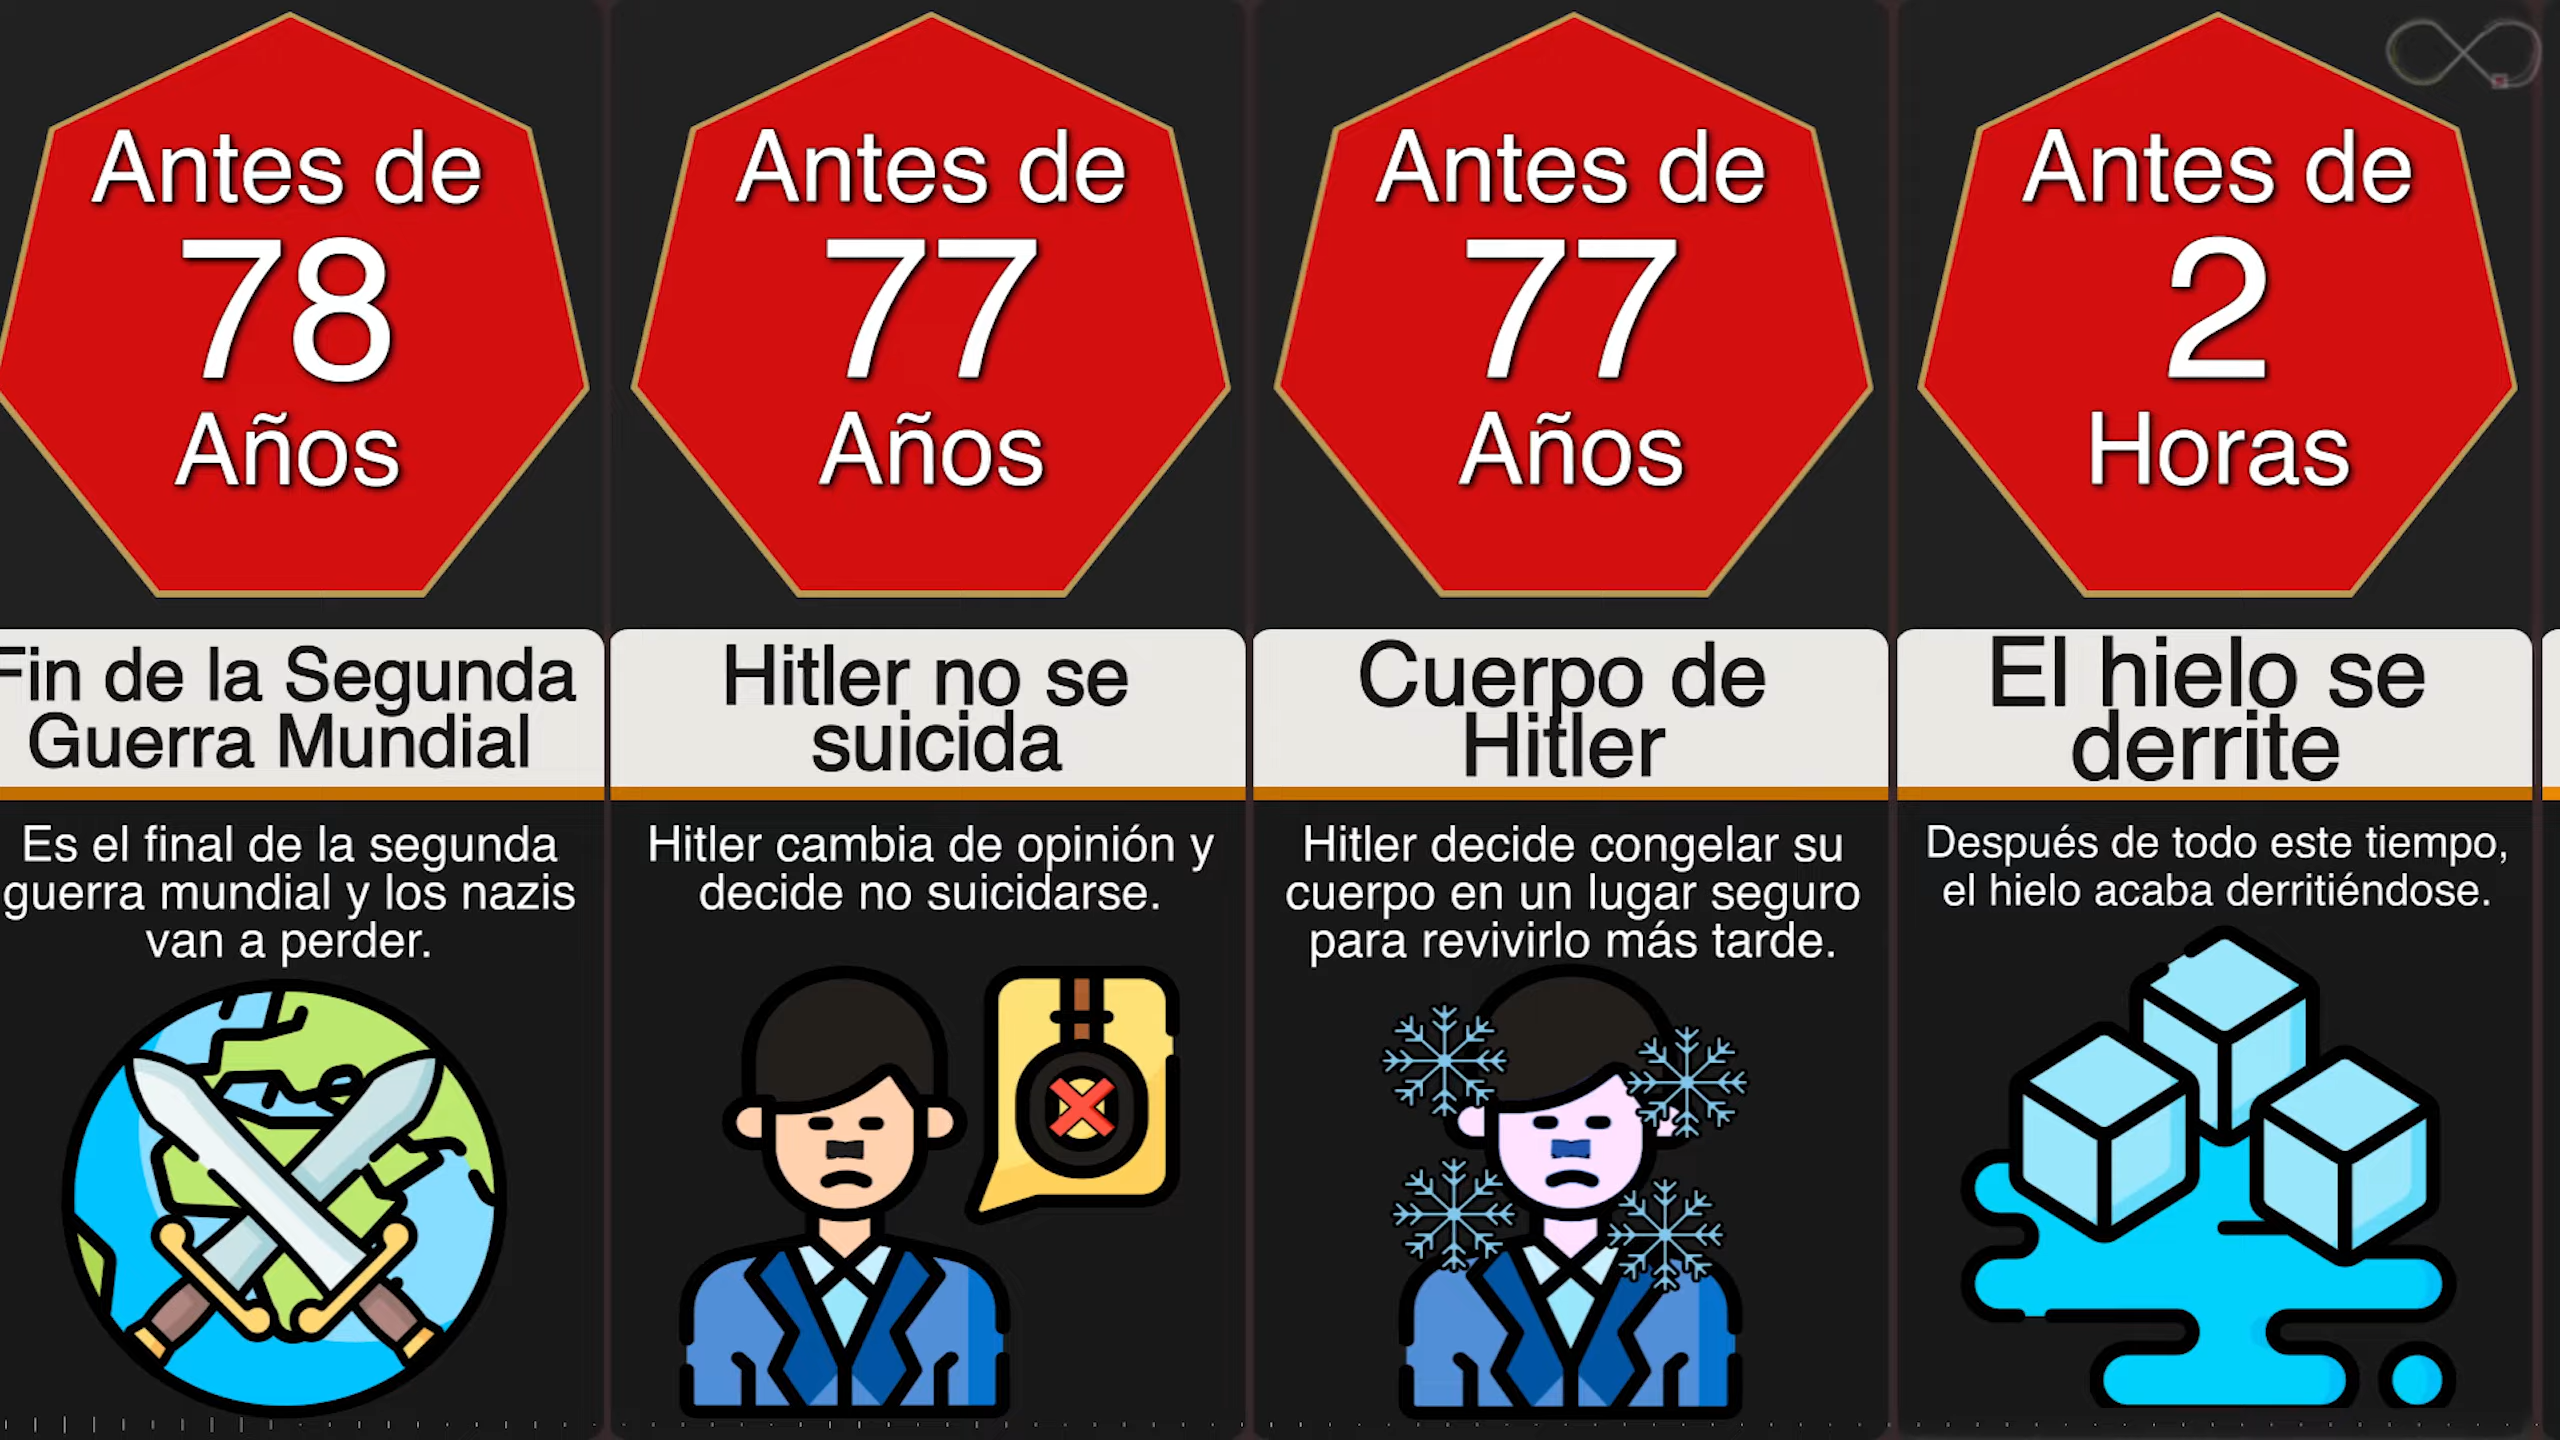 Antes de
78
Años
Fin de la Segunda
Guerra Mundial
Es el final de la segunda
guerra mundial y los nazis
van a perder.
Antes de
77
Años
Hitler no se
suicida
Hitler cambia de opinión y
decide no suicidarse.
Antes de
77
Años
Cuerpo de
Hitler
Hitler decide congelar su
cuerpo en un lugar seguro
para revivirlo más tarde.
Antes de
2
Horas
El hielo se
derrite
Después de todo este tiempo,
el hielo acaba derritiéndose.